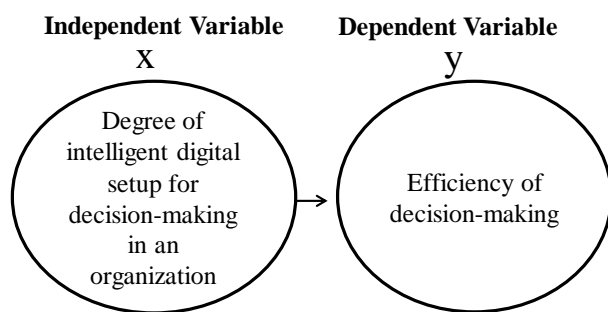 Independent Variable
Dependent Variable
x
y
Degree of
intelligent digital
setup for
decision-making
in an
organization
Efficiency of
decision-making